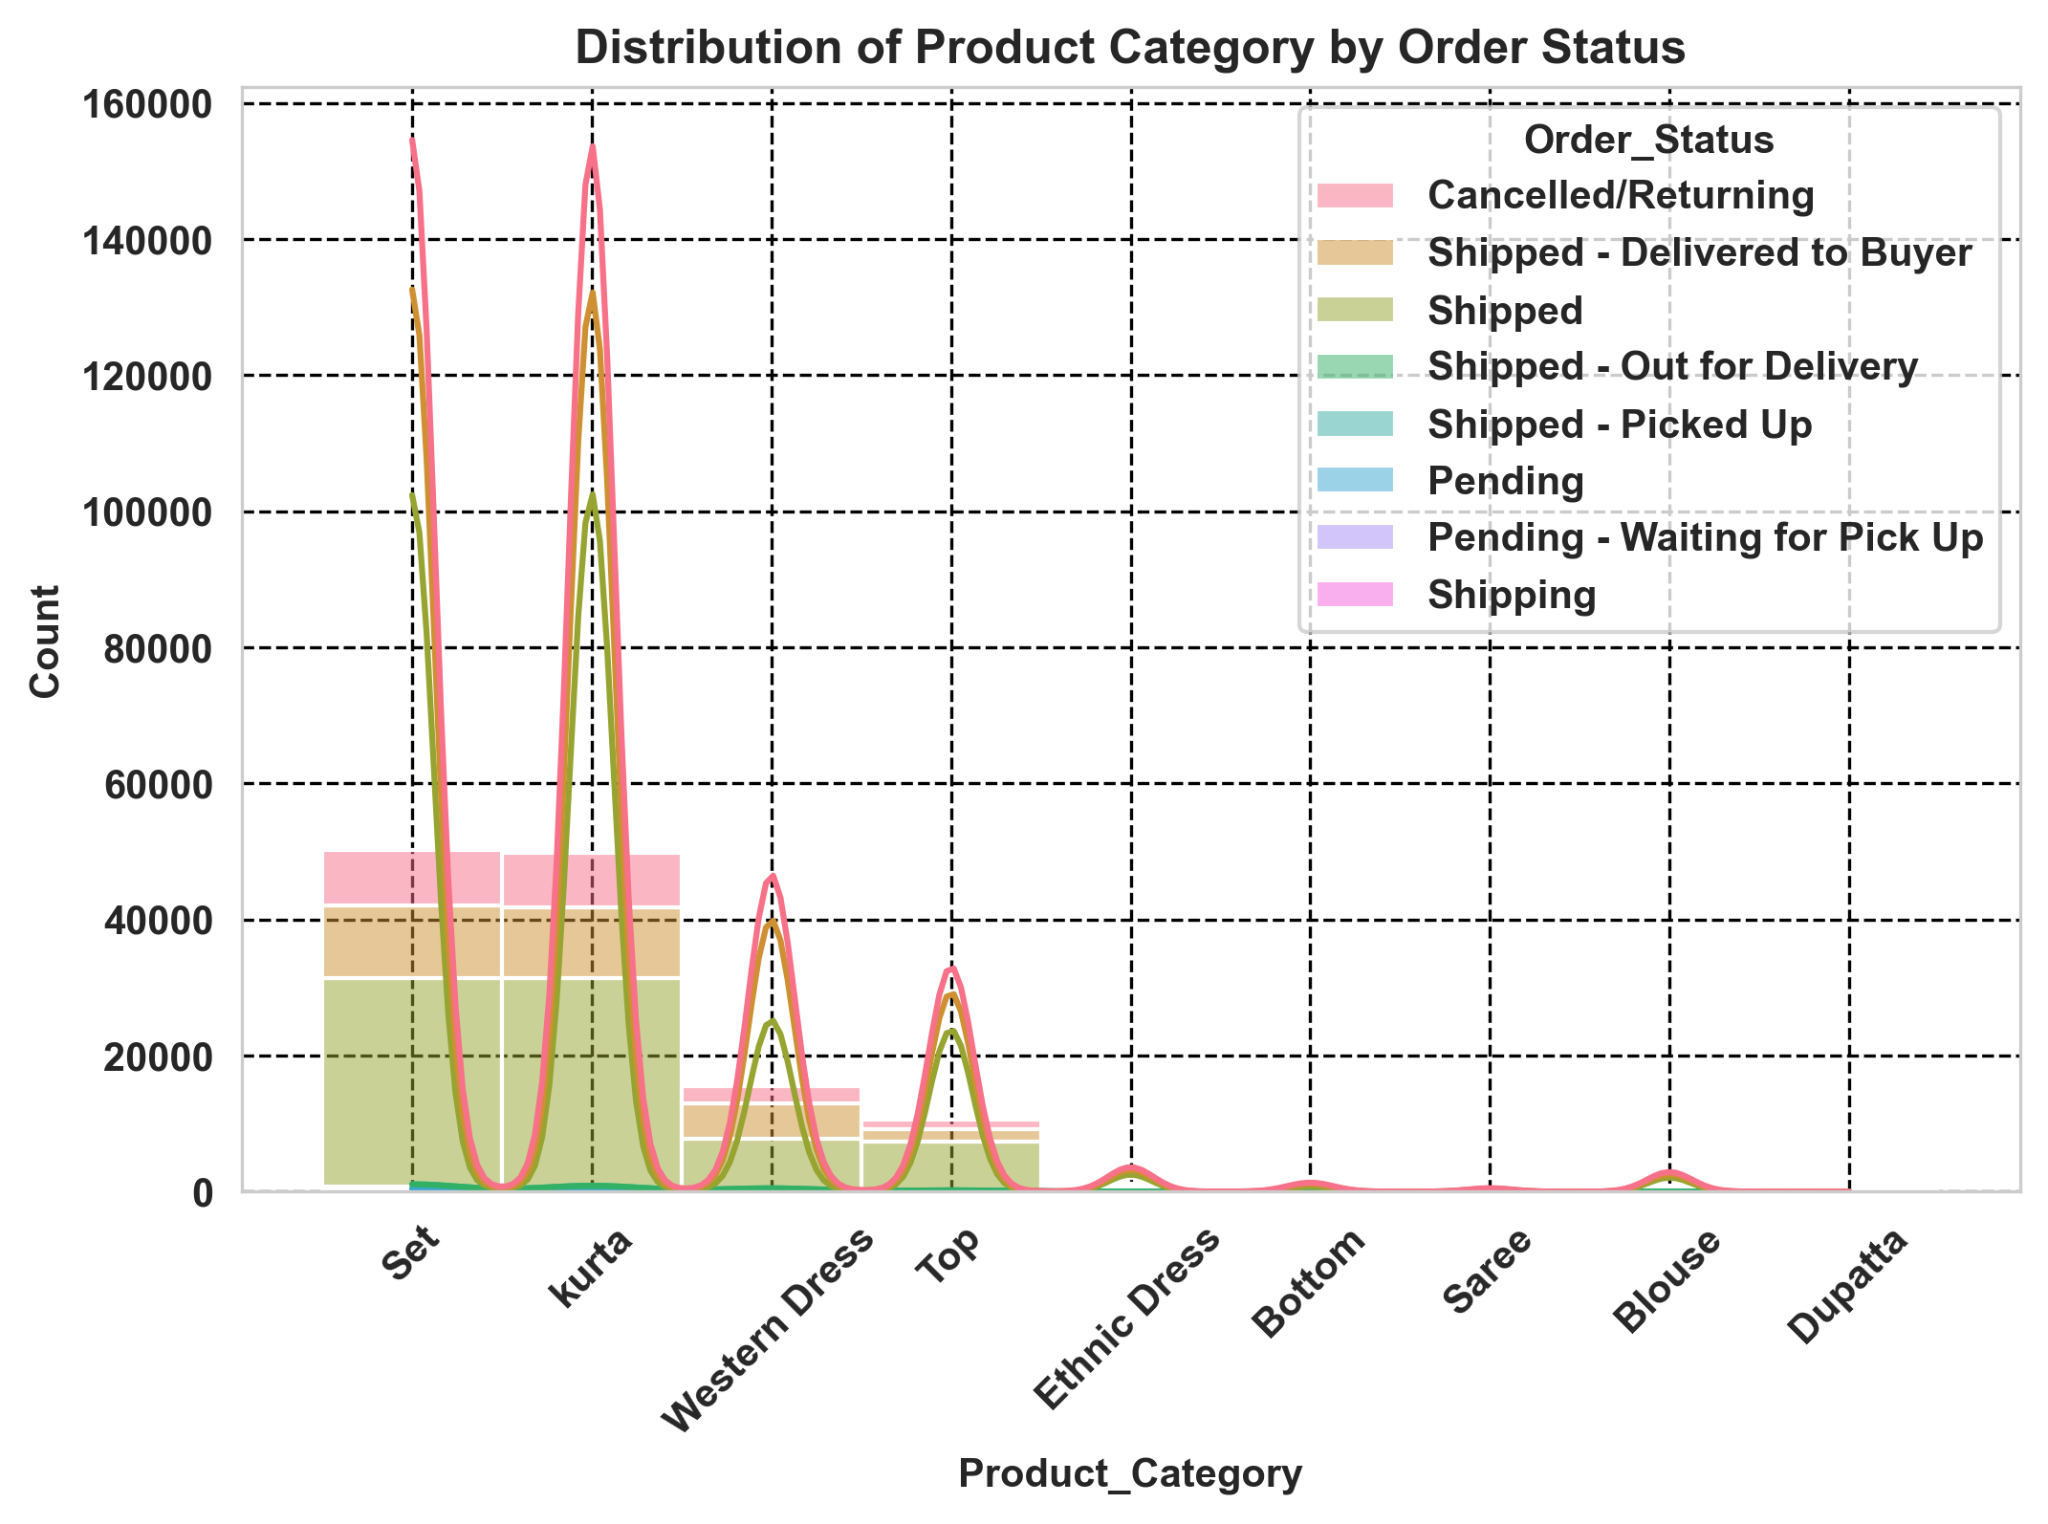 Distribution of Product Category by Order Status
160000
140000
120000
100000
80000
60000
40000
20000
0
Count
Order_Status
Cancelled/Returning
Shipped - Delivered to Buyer
Shipped
Shipped - Out for Delivery
Shipped - Picked Up
Pending
Pending - Waiting for Pick Up
Shipping
Set
kurta
Western Dress
Top
Ethnic Dress
Bottom
Saree
Blouse
Dupatta
Product_Category